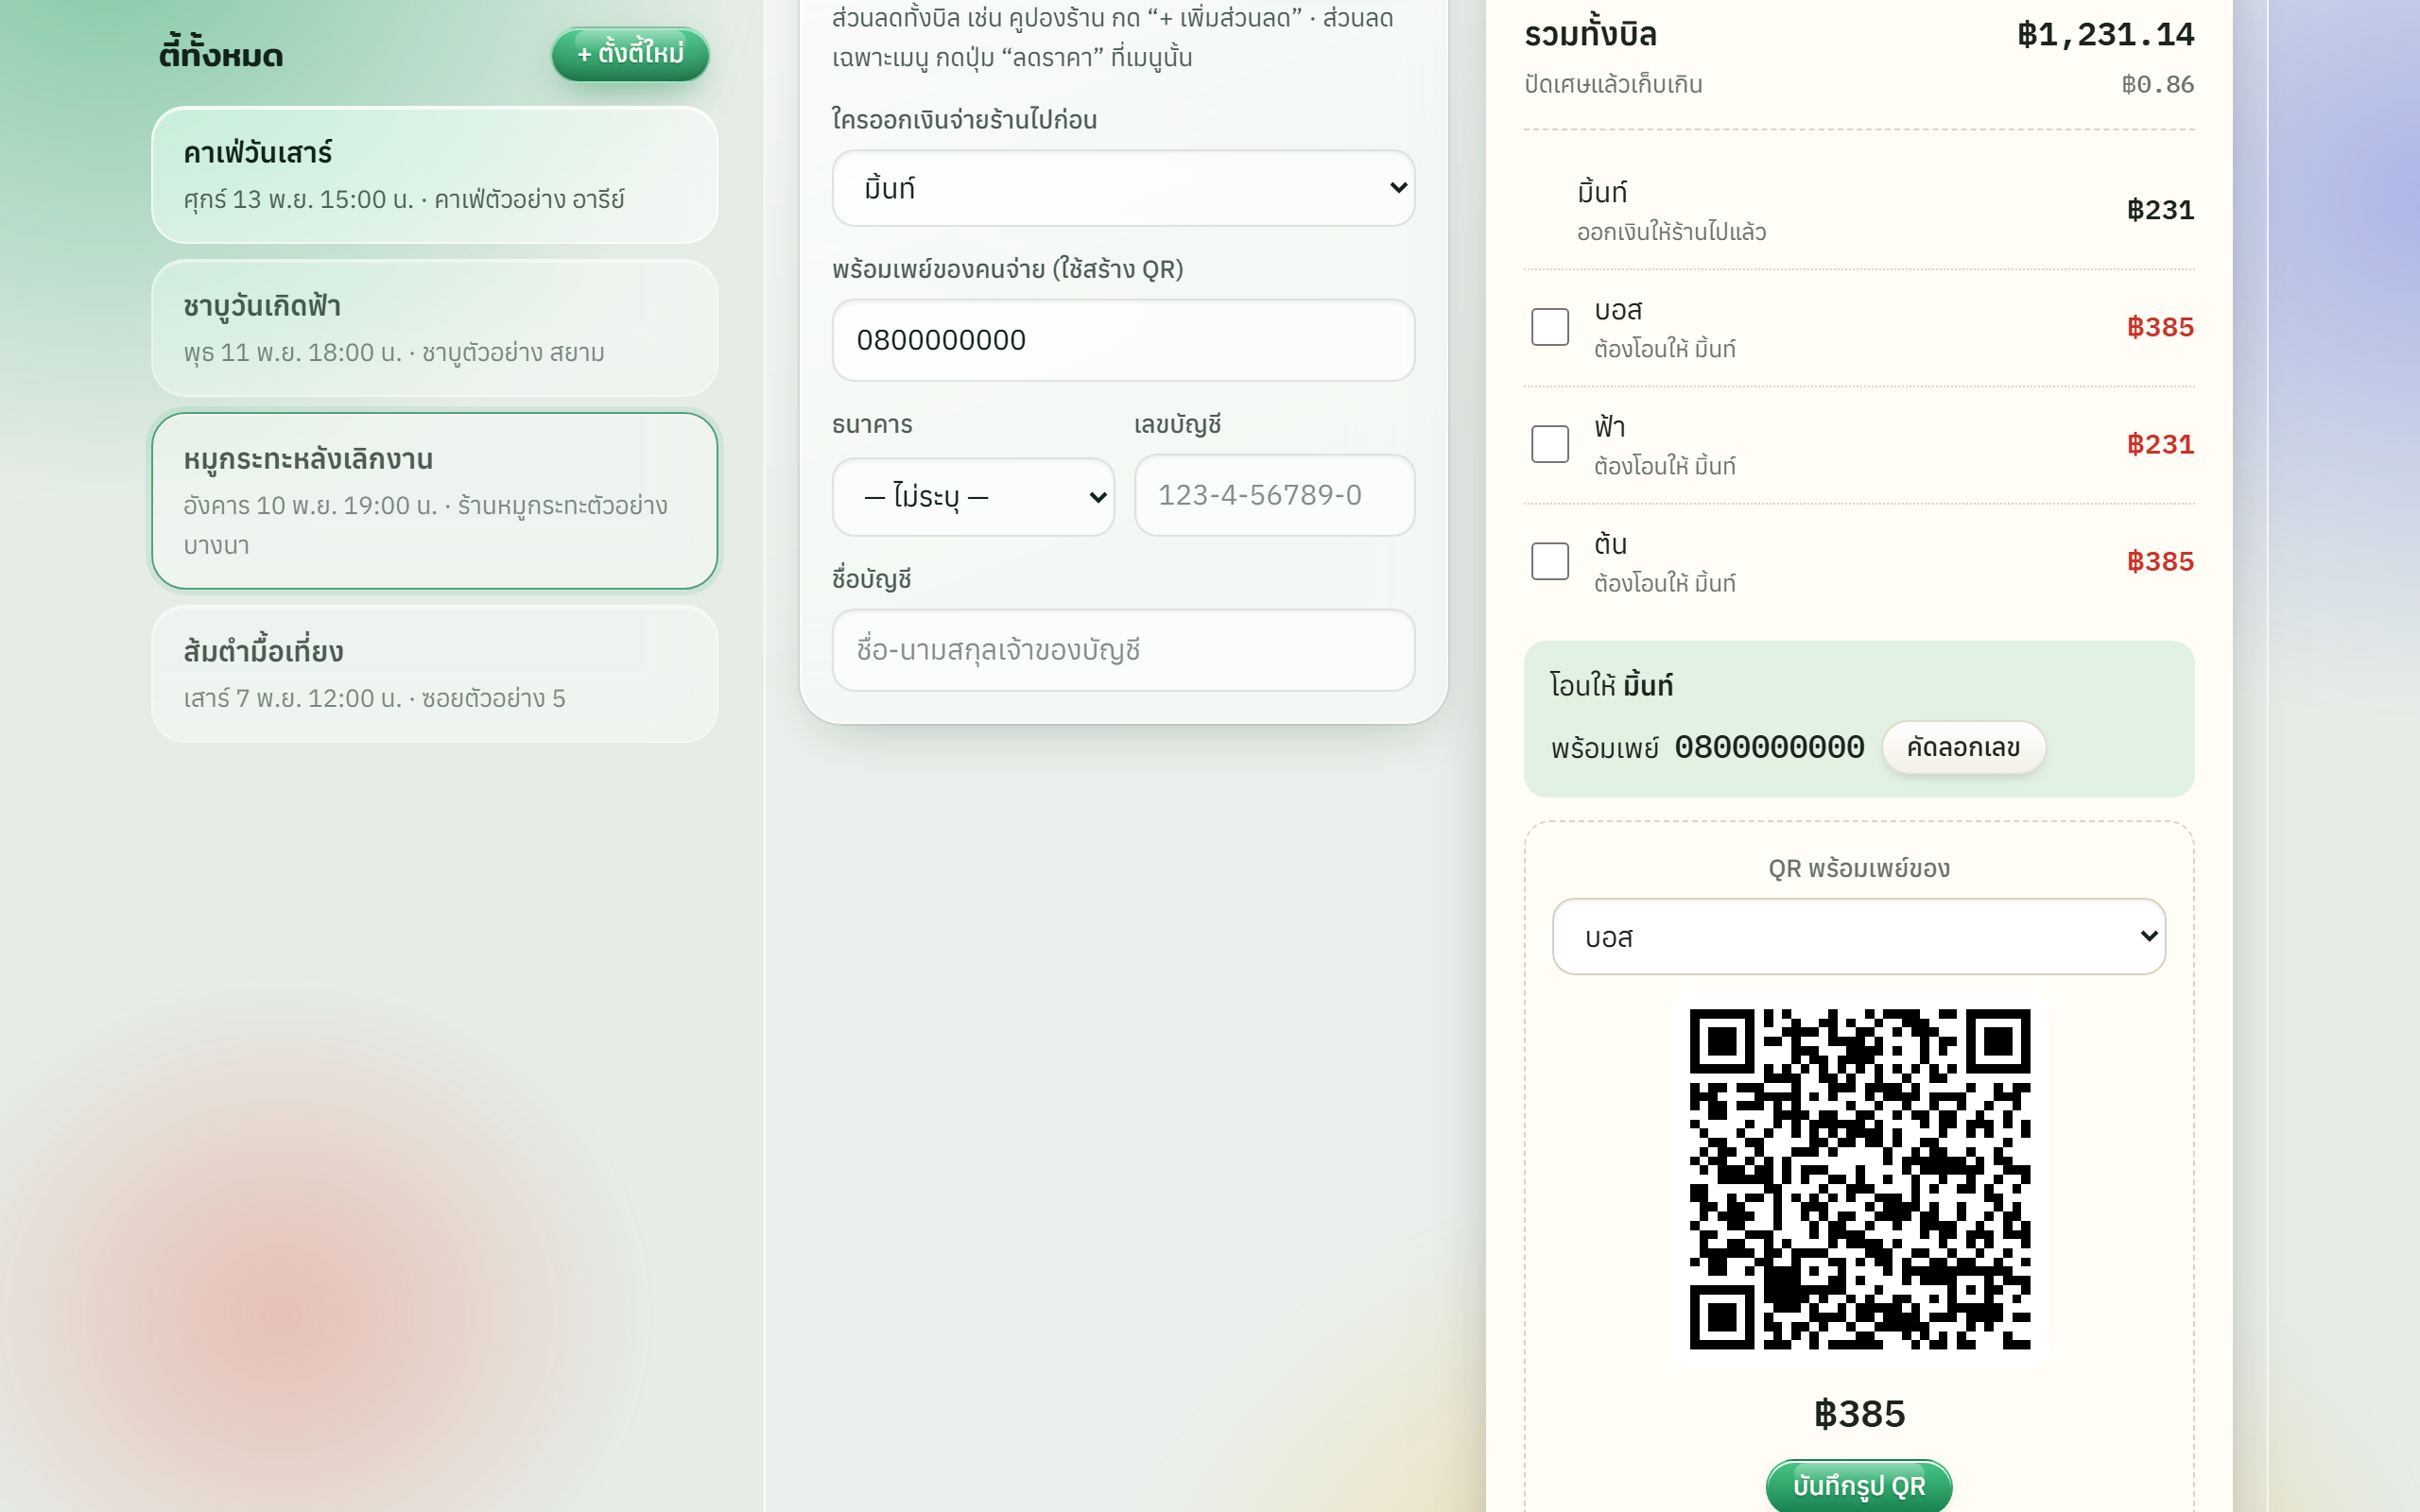 ตี้ทั้งหมด
+ ตั้งตี้ใหม่
คาเฟ่วันเสาร์
ศุกร์ 13 พ.ย. 15:00 น. · คาเฟ่ตัวอย่าง อารีย์
ชาบูวันเกิดฟ้า
พุธ 11 พ.ย. 18:00 น. · ชาบูตัวอย่าง สยาม
หมูกระทะหลังเลิกงาน
อังคาร 10 พ.ย. 19:00 น. · ร้านหมูกระทะตัวอย่าง
บางนา
ส้มตำมื้อเที่ยง
เสาร์ 7 พ.ย. 12:00 น. · ซอยตัวอย่าง 5
ส่วนลดทั้งบิล เช่น คูปองร้าน กด “+ เพิ่มส่วนลด” · ส่วนลด
เฉพาะเมนู กดปุ่ม “ลดราคา” ที่เมนูนั้น
ใครออกเงินจ่ายร้านไปก่อน
มิ้นท์
พร้อมเพย์ของคนจ่าย (ใช้สร้าง QR)
0800000000
ธนาคาร
เลขบัญชี
— ไม่ระบุ —
123-4-56789-0
ชื่อบัญชี
ชื่อ-นามสกุลเจ้าของบัญชี
รวมทั้งบิล ฿1,231.14
ปัดเศษแล้วเก็บเกิน ฿0.86
มิ้นท์
ออกเงินให้ร้านไปแล้ว
฿231
บอส
ต้องโอนให้ มิ้นท์
฿385
ฟ้า
ต้องโอนให้ มิ้นท์
฿231
ต้น
ต้องโอนให้ มิ้นท์
฿385
โอนให้ มิ้นท์
พร้อมเพย์ 0800000000 คัดลอกเลข
QR พร้อมเพย์ของ
บอส
฿385
บันทึกรูป QR